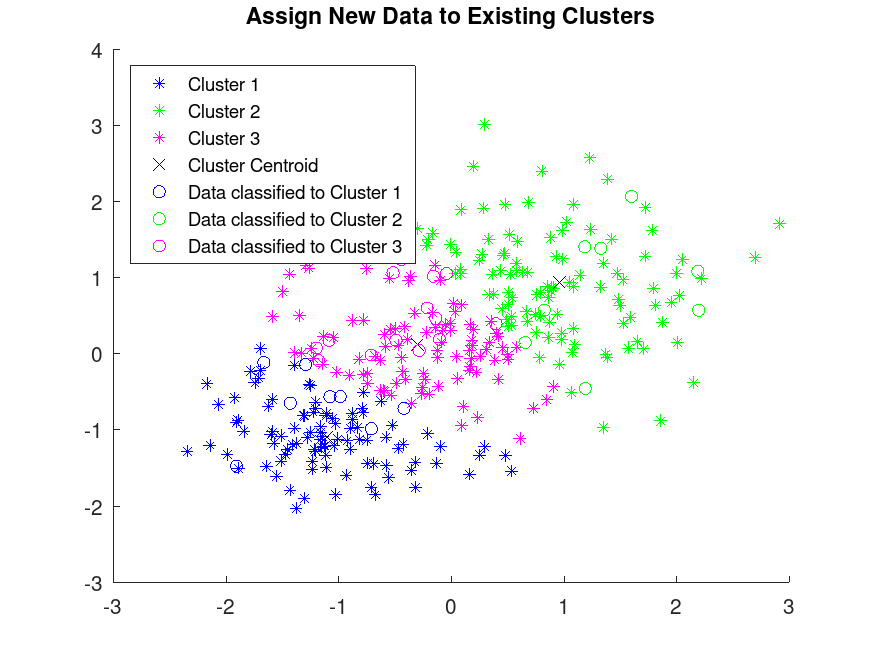 Assign New Data to Existing Clusters
4
3
2
1
0
-1
-2
-3
Cluster 1
Cluster 2
Cluster 3
Cluster Centroid
Data classified to Cluster 1
Data classified to Cluster 2
Data classified to Cluster 3
-3 -2 -1 0 1 2 3